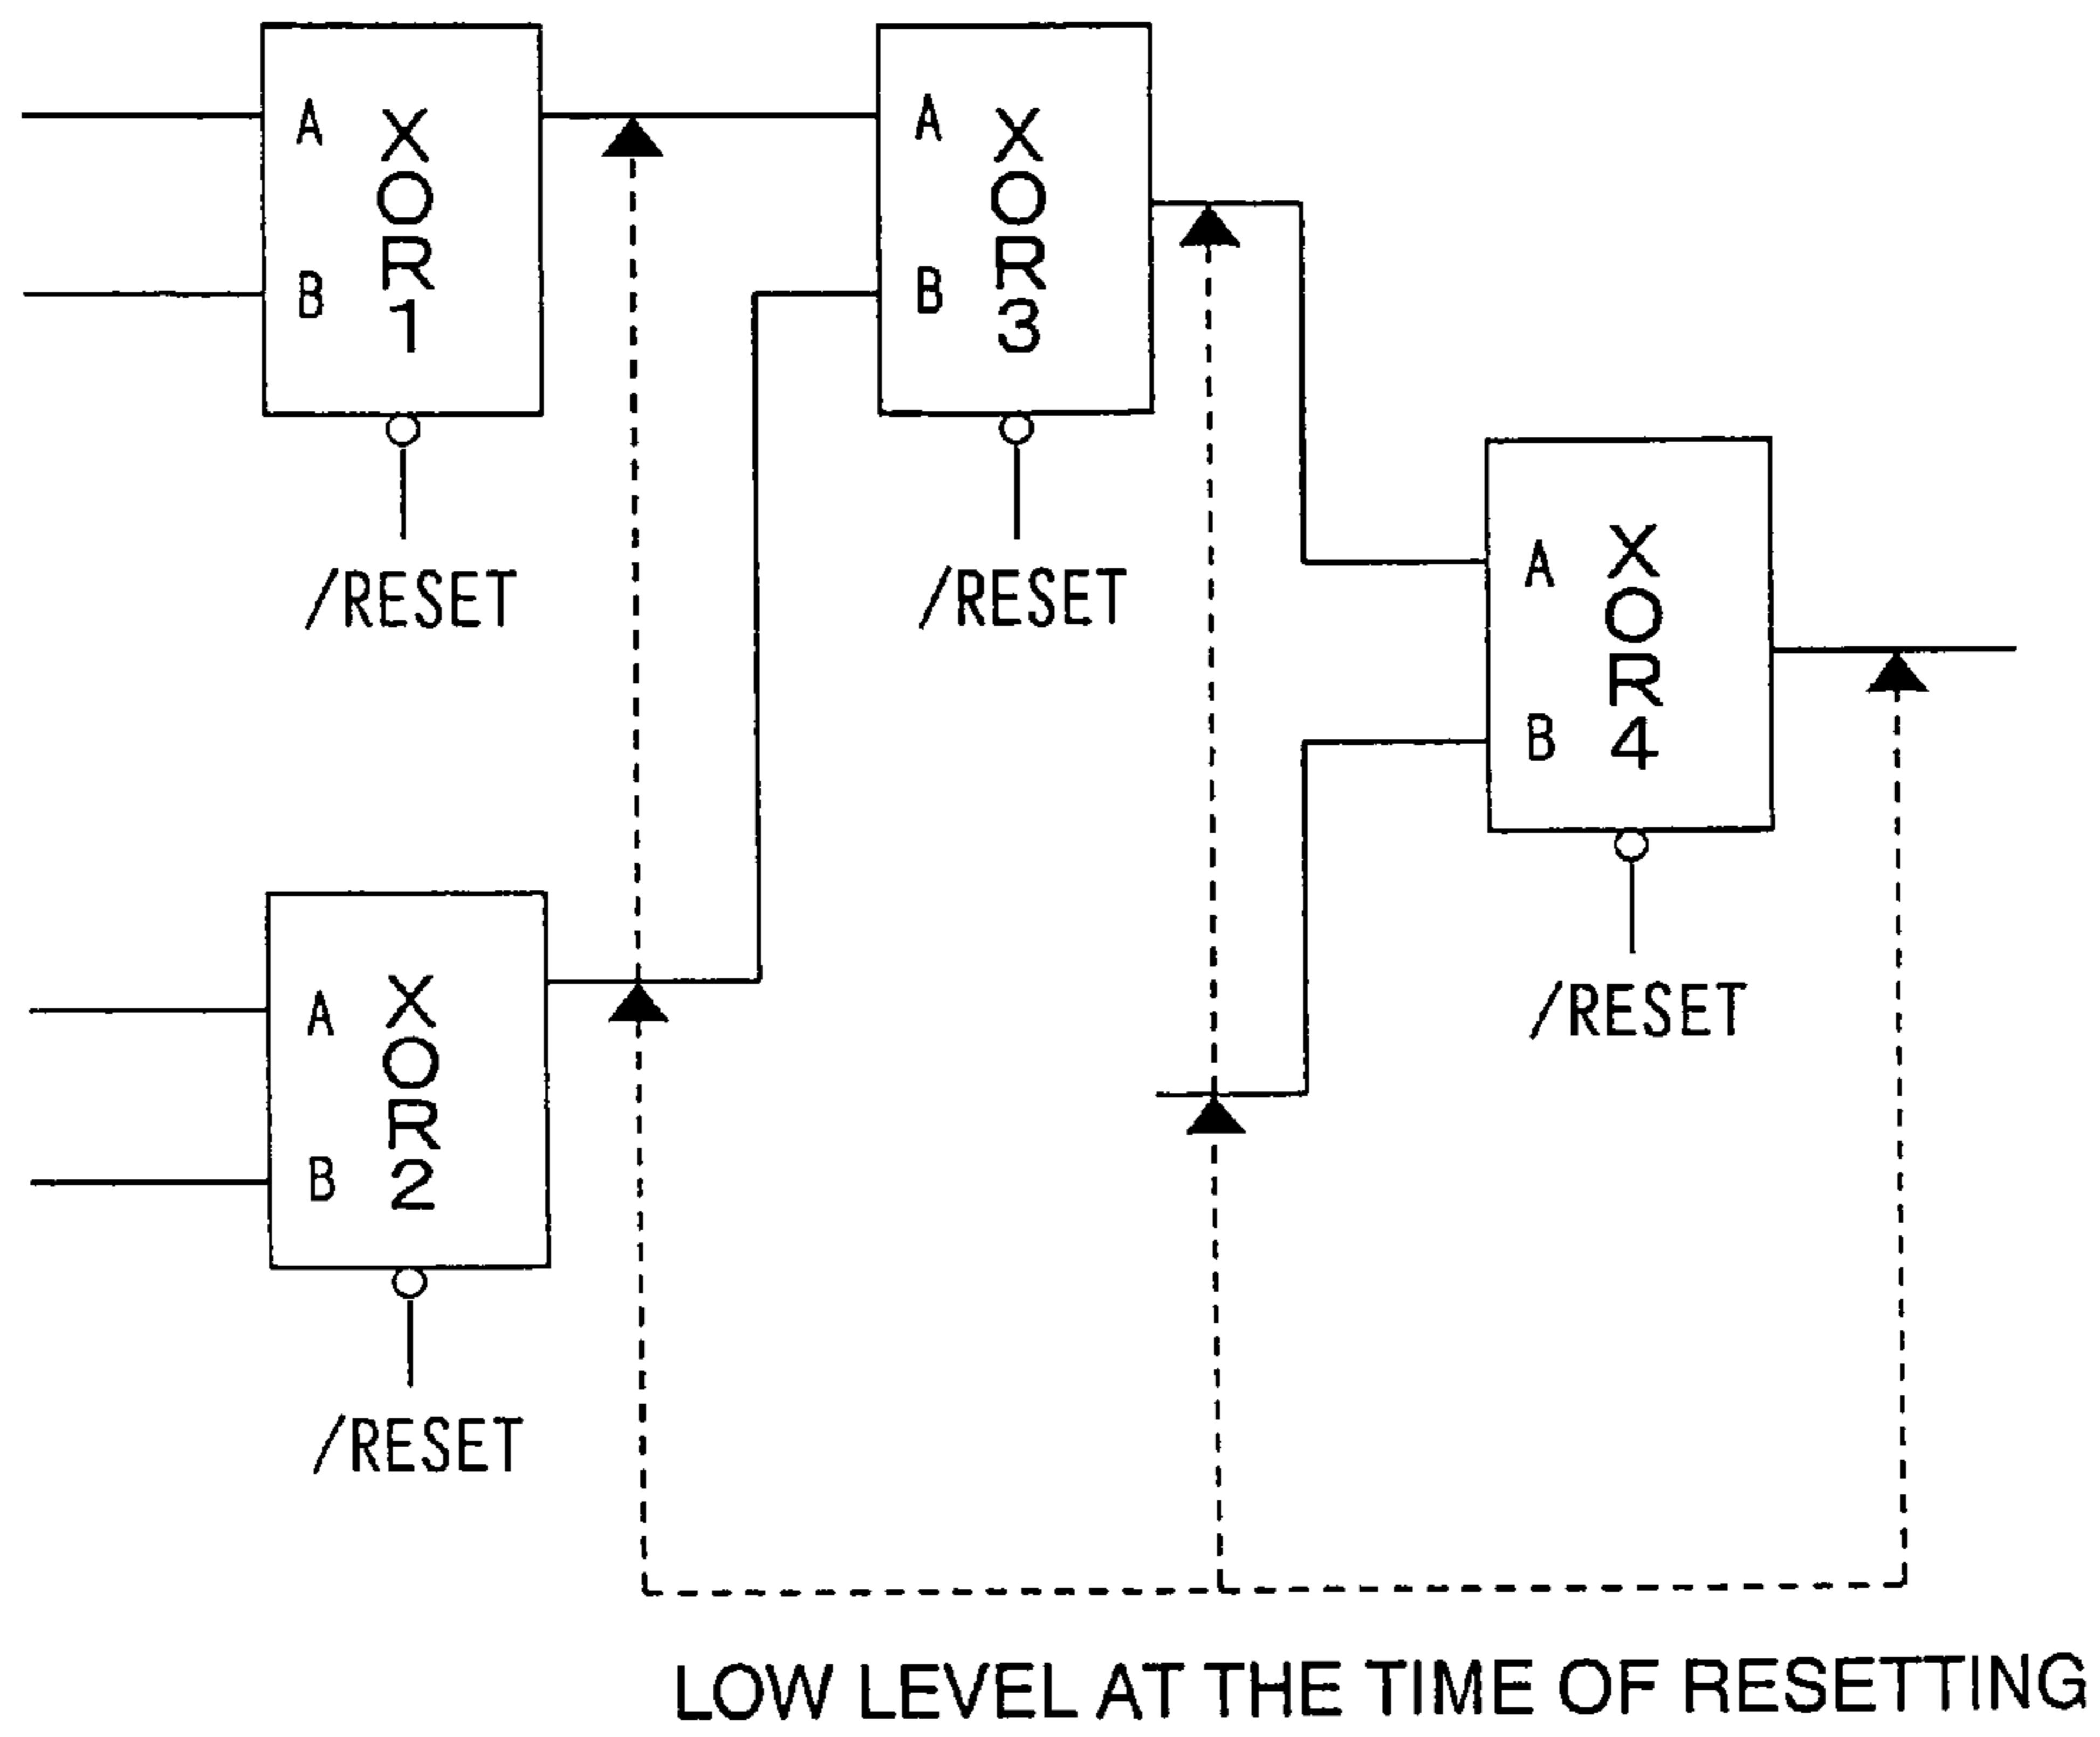 A
XOR1
B
/RESET
A
XOR3
B
/RESET
A
XOR4
B
/RESET
A
XOR2
B
/RESET
LOW LEVEL AT THE TIME OF RESETTING